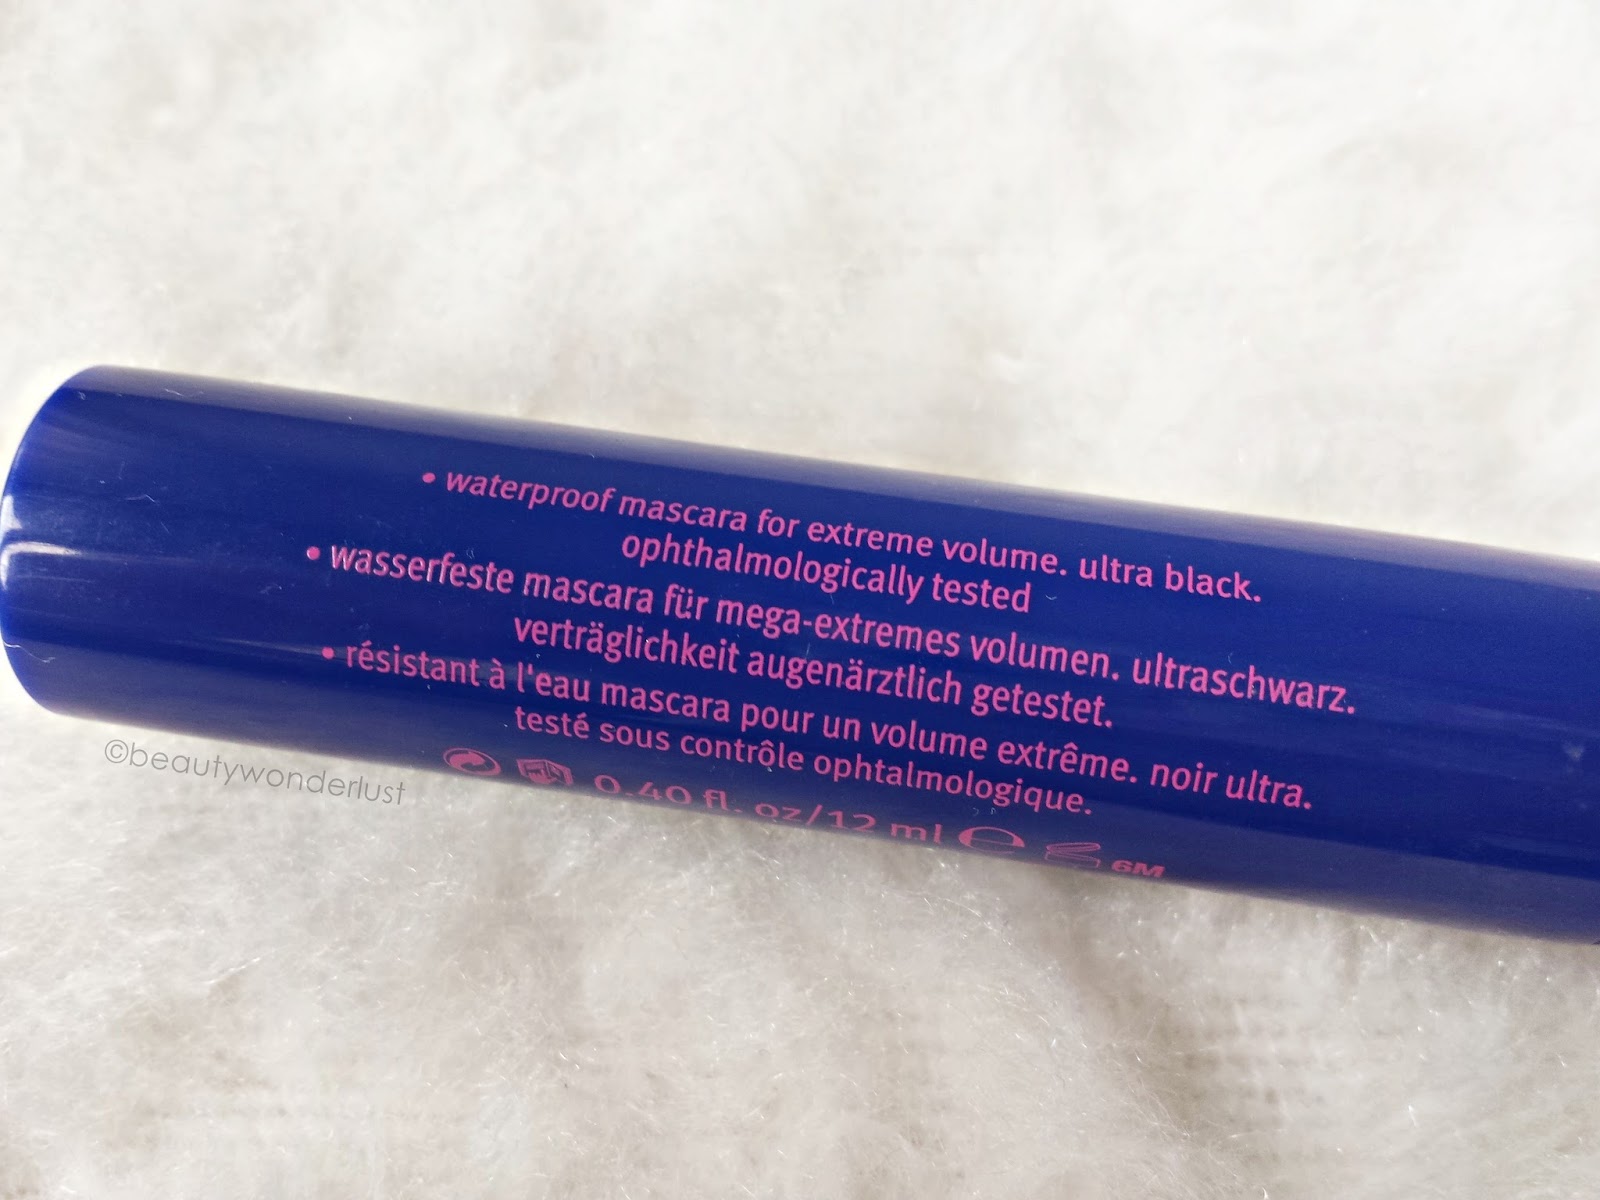 • waterproof mascara for extreme volume. ultra black.
ophthalmologically tested
• wasserfeste mascara für mega-extremes volumen. ultraschwarz.
verträglichkeit augenärztlich getestet.
• résistant à l'eau mascara pour un volume extrême. noir ultra.
testé sous contrôle ophtalmologique.
0.40 fl. oz/12 ml e 6M
©beautywonderlust